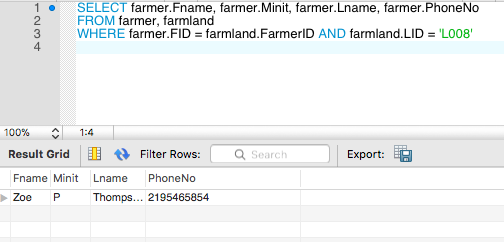 1 SELECT farmer.Fname, farmer.Minit, farmer.Lname, farmer.PhoneNo
2 FROM farmer, farmland
3 WHERE farmer.FID = farmland.FarmerID AND farmland.LID = 'L008'
4
100% 1:4
Result Grid Filter Rows: Search Export:
Fname Minit Lname PhoneNo
Zoe P Thomps... 2195465854